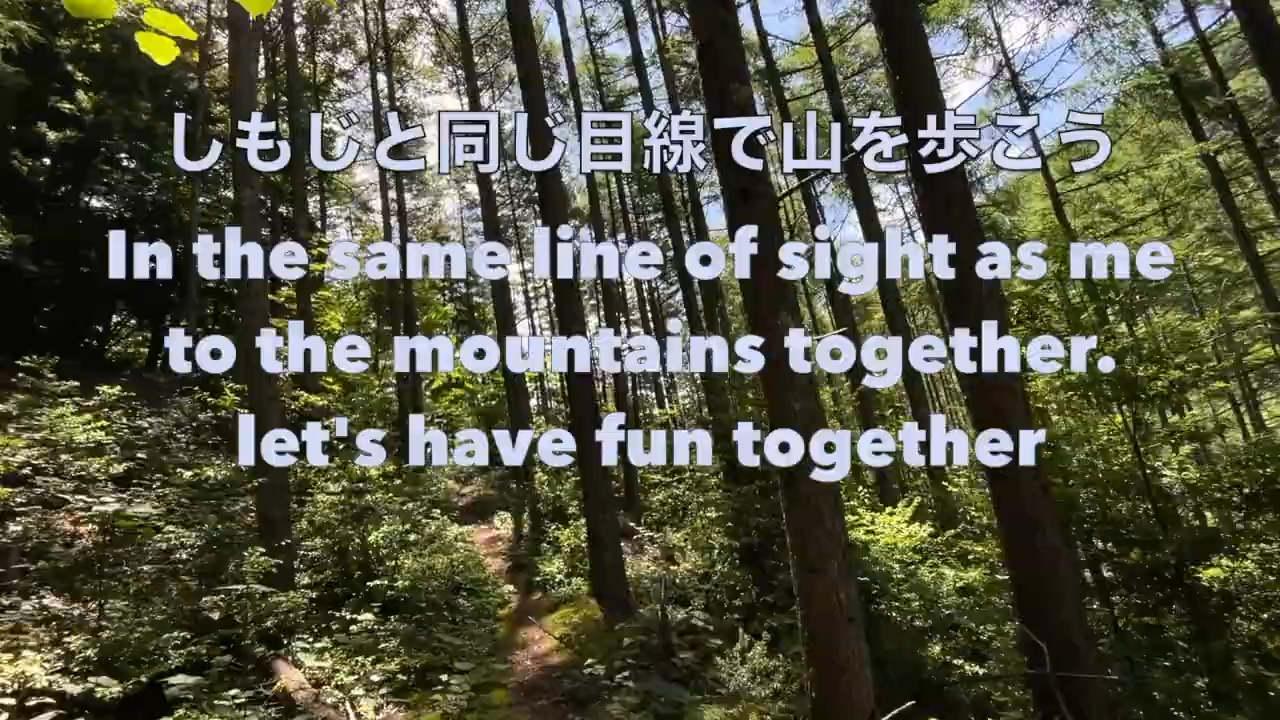 しもじと同じ目線で山を歩こう
In the same line of sight as me
to the mountains together.
let's have fun together